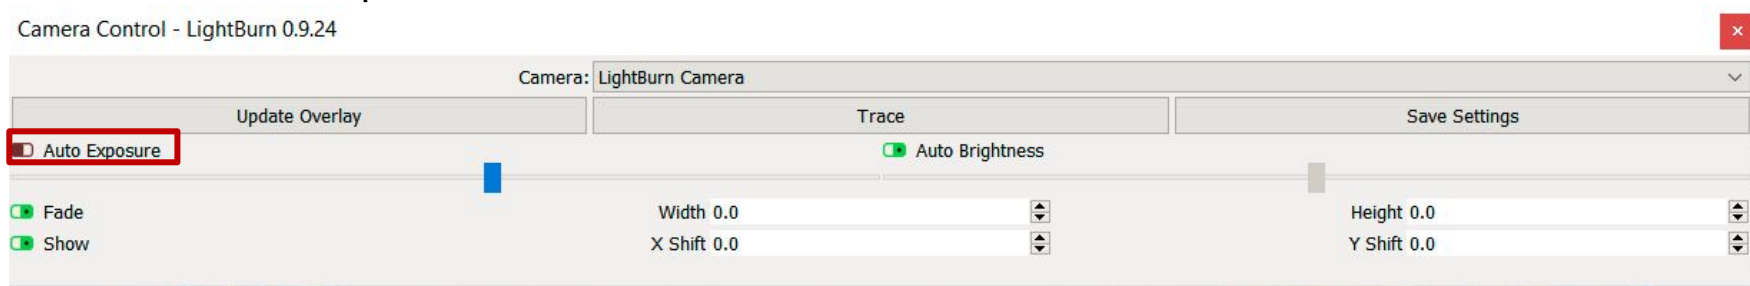 Camera Control - LightBurn 0.9.24
Camera: LightBurn Camera
Update Overlay Trace Save Settings
Auto Exposure Auto Brightness
Fade Width 0.0 Height 0.0
Show X Shift 0.0 Y Shift 0.0